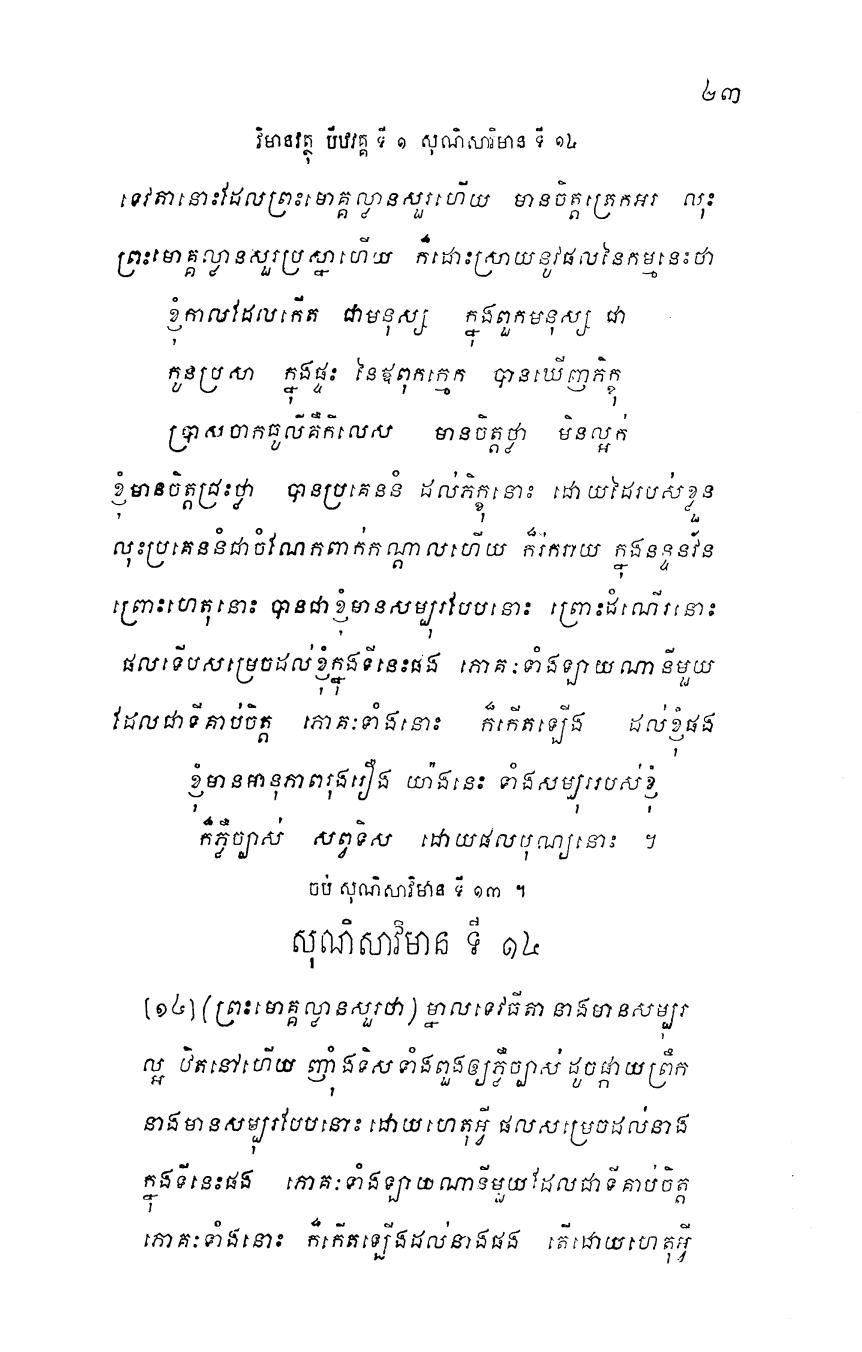 ២៣
វិមានវត្ថុ បីឋវគ្គ ទី ១ សុណិសាវិមាន ទី ១៤
ទេវតានោះដែលព្រះមោគ្គល្លានសួរហើយ មានចិត្តត្រេកអរ លុះ
ព្រះមោគ្គល្លានសួរប្រស្នាហើយ ក៏ដោះស្រាយនូវផលនៃកម្មនេះថា
ខ្ញុំកាលដែលកើត ជាមនុស្ស ក្នុងពួកមនុស្ស ជា
កូនប្រសា ក្នុងផ្ទះ នៃឪពុកក្មេក បានឃើញភិក្ខុ
ប្រាសចាកធូលីគឺកិលេស មានចិត្តថ្លា មិនល្អក់
ខ្ញុំមានចិត្តជ្រះថ្លា បានប្រគេននំ ដល់ភិក្ខុនោះ ដោយដៃរបស់ខ្លួន
លុះប្រគេននំជាចំណែកពាក់កណ្តាលហើយ ក៏រីករាយ ក្នុងនន្ទនវ័ន
ព្រោះហេតុនោះ បានជាខ្ញុំមានសម្បុរបែបនោះ ព្រោះដំណើរនោះ
ផលទើបសម្រេចដល់ខ្ញុំក្នុងទីនេះផង ភោគៈទាំងឡាយណានីមួយ
ដែលជាទីគាប់ចិត្ត ភោគៈទាំងនោះ ក៏កើតឡើង ដល់ខ្ញុំផង
ខ្ញុំមានអានុភាពរុងរឿង យ៉ាងនេះ ទាំងសម្បុររបស់ខ្ញុំ
ក៏ភ្លឺច្បាស់ សព្វទិស ដោយផលបុណ្យនោះ ។
ចប់ សុណិសាវិមាន ទី ១៣ ។
សុណិសាវិមាន ទី ១៤
[១៤] (ព្រះមោគ្គល្លានសួរថា) ម្នាលទេវធីតា នាងមានសម្បុរ
ល្អ ឋិតនៅហើយ ញ៉ាំងទិសទាំងពួងឲ្យភ្លឺច្បាស់ ដូចផ្កាយព្រឹក
នាងមានសម្បុរបែបនោះ ដោយហេតុអ្វី ផលសម្រេចដល់នាង
ក្នុងទីនេះផង ភោគៈទាំងឡាយណានីមួយ ដែលជាទីគាប់ចិត្ត
ភោគៈទាំងនោះ ក៏កើតឡើងដល់នាងផង តើដោយហេតុអ្វី